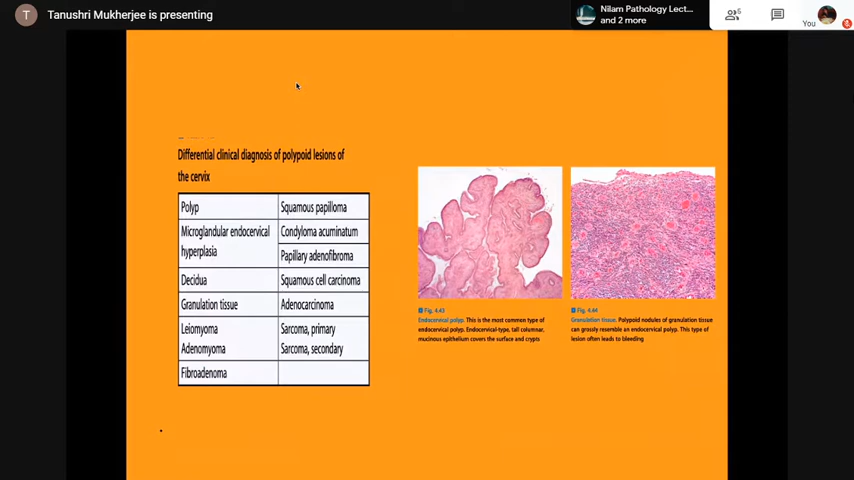 T Tanushri Mukherjee is presenting
Nilam Pathology Lect...
and 2 more
6
You
Differential clinical diagnosis of polypoid lesions of
the cervix
Polyp
Squamous papilloma
Microglandular endocervical
hyperplasia
Condyloma acuminatum
Papillary adenofibroma
Decidua
Squamous cell carcinoma
Granulation tissue
Adenocarcinoma
Leiomyoma
Adenomyoma
Sarcoma, primary
Sarcoma, secondary
Fibroadenoma
Fig. 4.43
Endocervical polyp. This is the most common type of
endocervical polyp. Endocervical-type, tall columnar,
mucinous epithelium covers the surface and crypts
Fig. 4.44
Granulation tissue. Polypoid nodules of granulation tissue
can grossly resemble an endocervical polyp. This type of
lesion often leads to bleeding